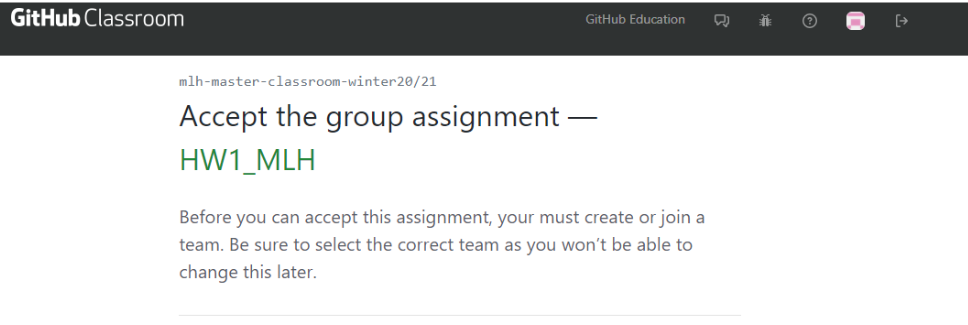 GitHub Classroom
GitHub Education
mlh-master-classroom-winter20/21
Accept the group assignment —
HW1_MLH
Before you can accept this assignment, your must create or join a
team. Be sure to select the correct team as you won’t be able to
change this later.